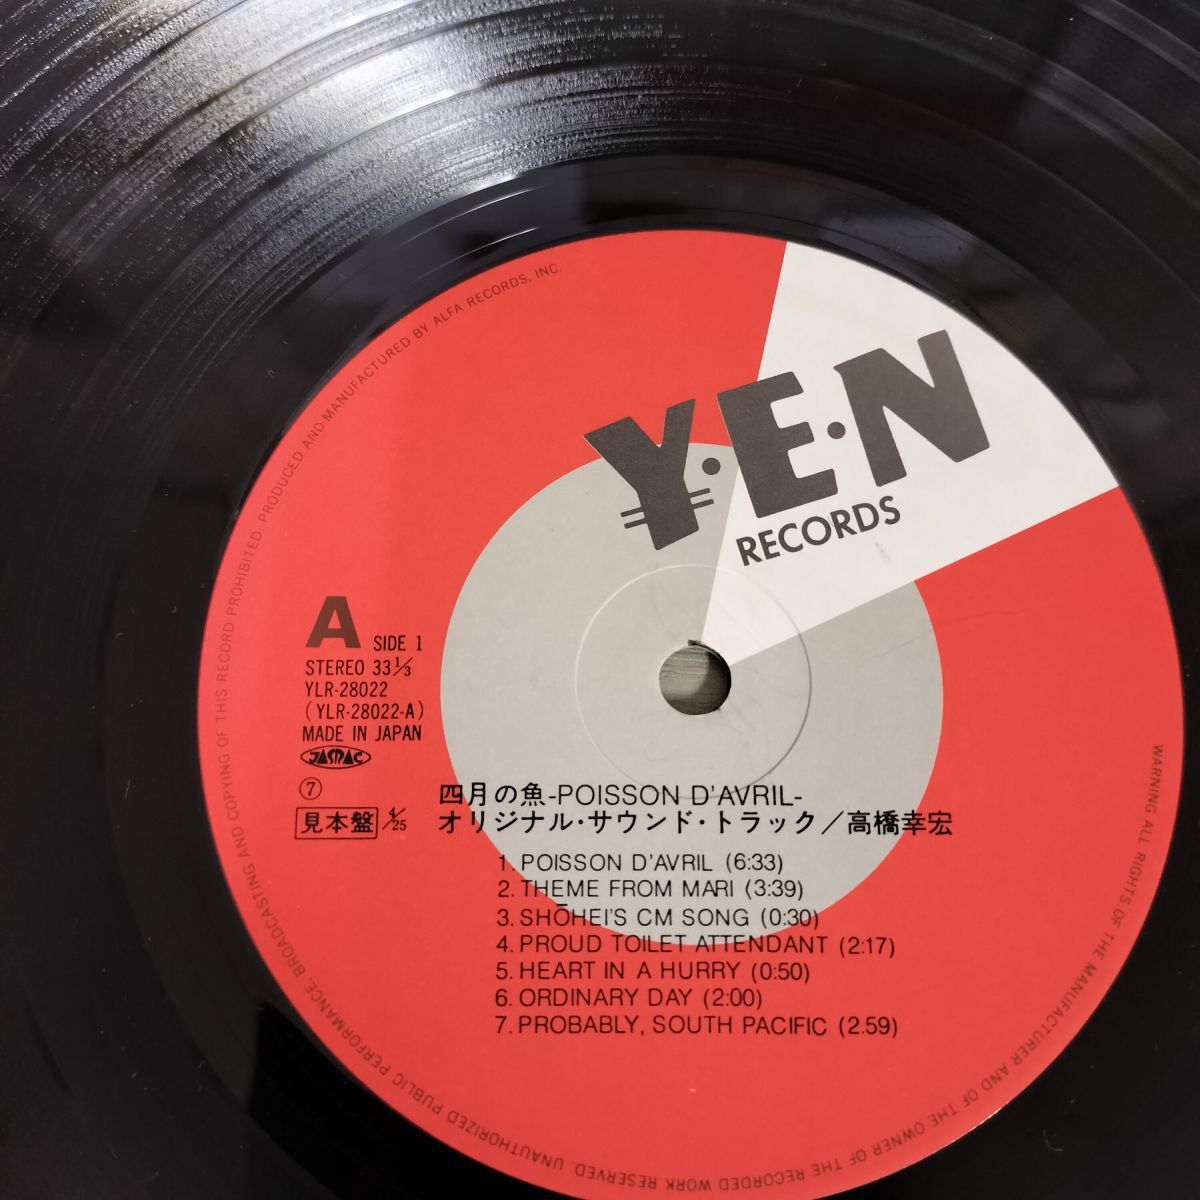 Y・E・N
RECORDS
A SIDE 1
STEREO 33⅓
YLR-28022
(YLR-28022-A)
MADE IN JAPAN
JASRAC
⑦
見本盤 4/25
四月の魚-POISSON D'AVRIL-
オリジナル・サウンド・トラック/高橋幸宏
1. POISSON D'AVRIL (6:33)
2. THEME FROM MARI (3:39)
3. SHŌHEI'S CM SONG (0:30)
4. PROUD TOILET ATTENDANT (2:17)
5. HEART IN A HURRY (0:50)
6. ORDINARY DAY (2:00)
7. PROBABLY, SOUTH PACIFIC (2.59)
WARNING ALL RIGHTS OF THE MANUFACTURER AND OF THE OWNER OF THE RECORDED WORK RESERVED. UNAUTHORIZED PUBLIC PERFORMANCE, BROADCASTING AND COPYING OF THIS RECORD PROHIBITED. PRODUCED AND MANUFACTURED BY ALFA RECORDS, INC.